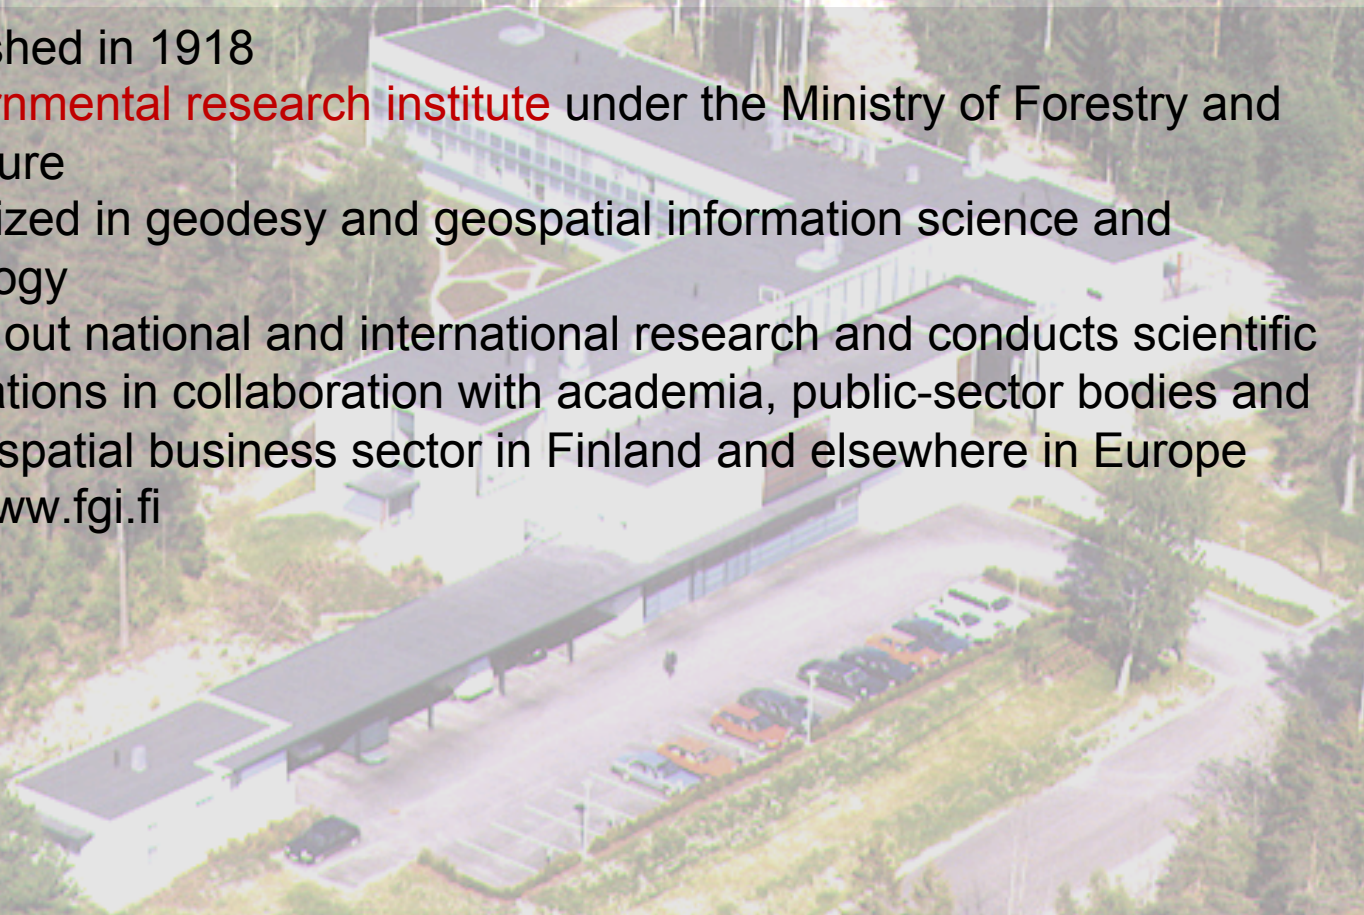 shed in 1918
rnmental research institute under the Ministry of Forestry and
ure
ized in geodesy and geospatial information science and
ogy
out national and international research and conducts scientific
ations in collaboration with academia, public-sector bodies and
spatial business sector in Finland and elsewhere in Europe
ww.fgi.fi